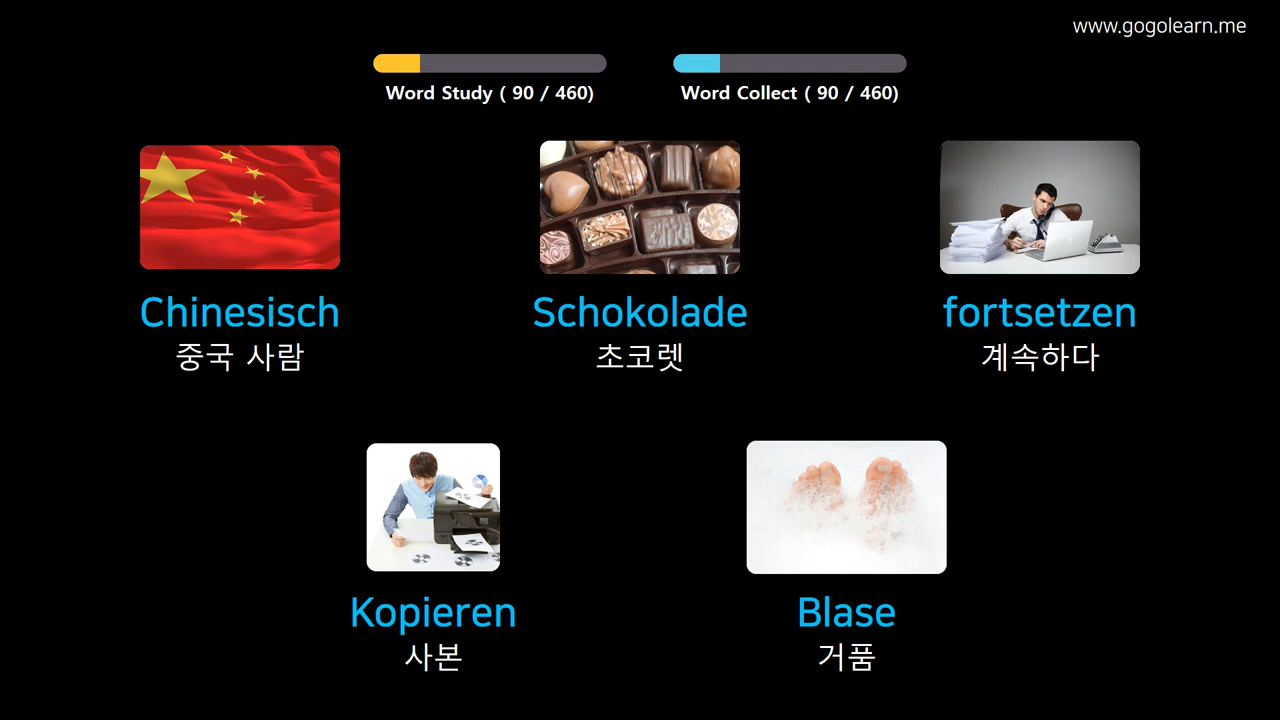 www.gogolearn.me
Word Study ( 90 / 460)
Word Collect ( 90 / 460)
Chinesisch
중국 사람
Schokolade
초코렛
fortsetzen
계속하다
Kopieren
사본
Blase
거품